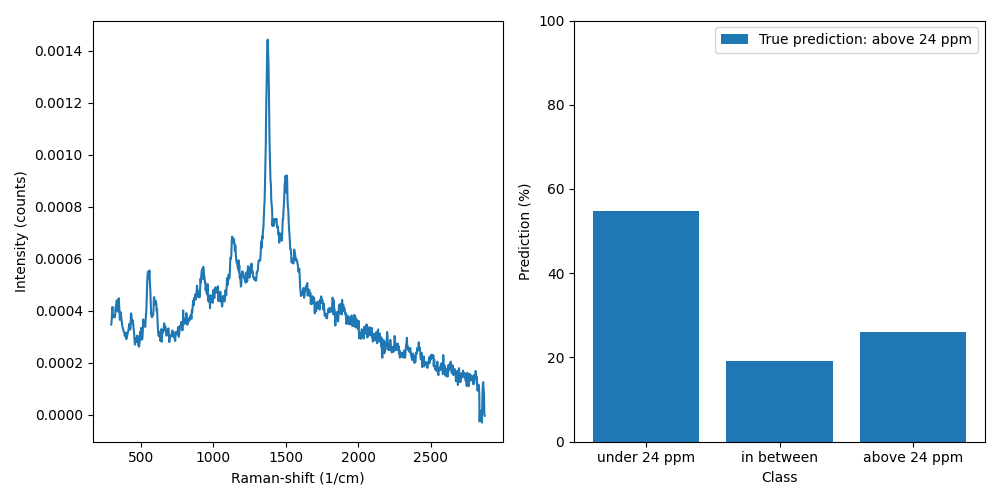 0.0014
0.0012
0.0010
0.0008
0.0006
0.0004
0.0002
0.0000
Intensity (counts)
500 1000 1500 2000 2500
Raman-shift (1/cm)
100
80
60
40
20
0
Prediction (%)
True prediction: above 24 ppm
under 24 ppm in between above 24 ppm
Class